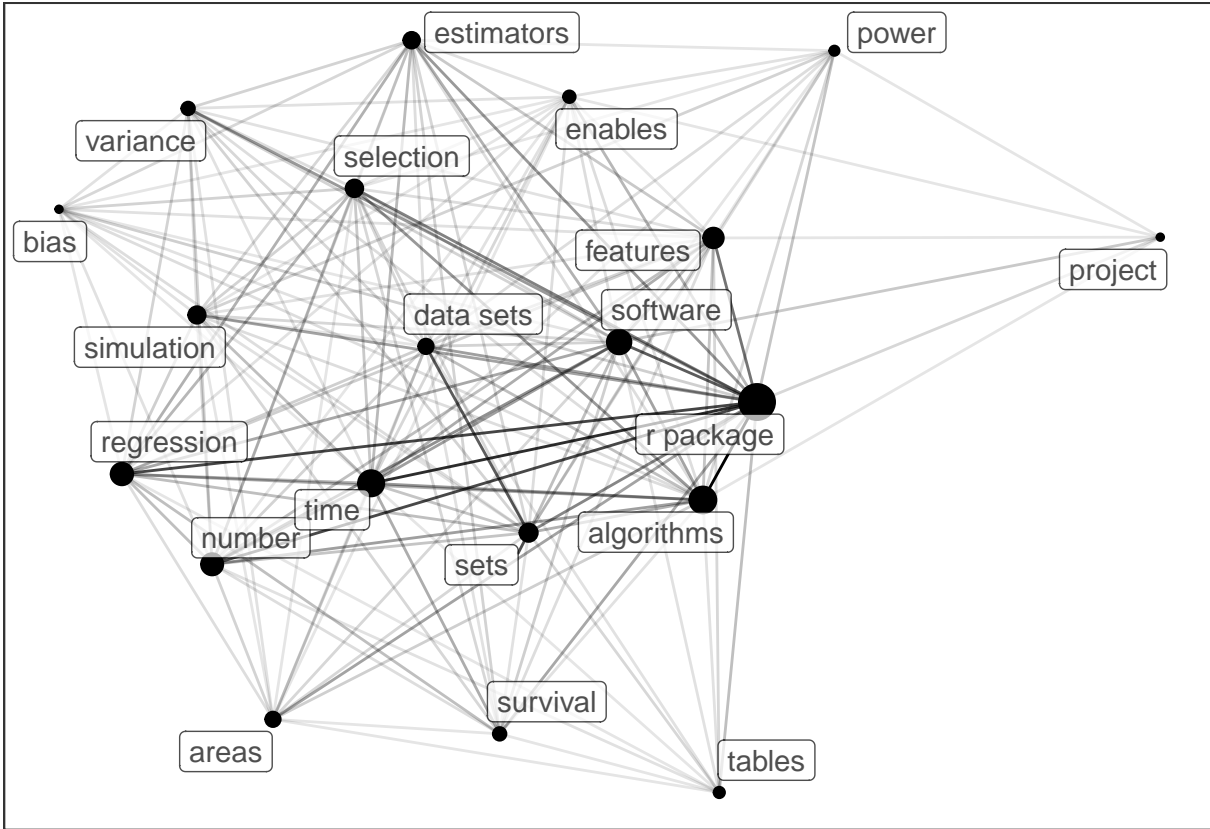 estimators
power
enables
variance
selection
bias
features
project
software
data sets
simulation
r package
regression
time
number
algorithms
sets
survival
areas
tables